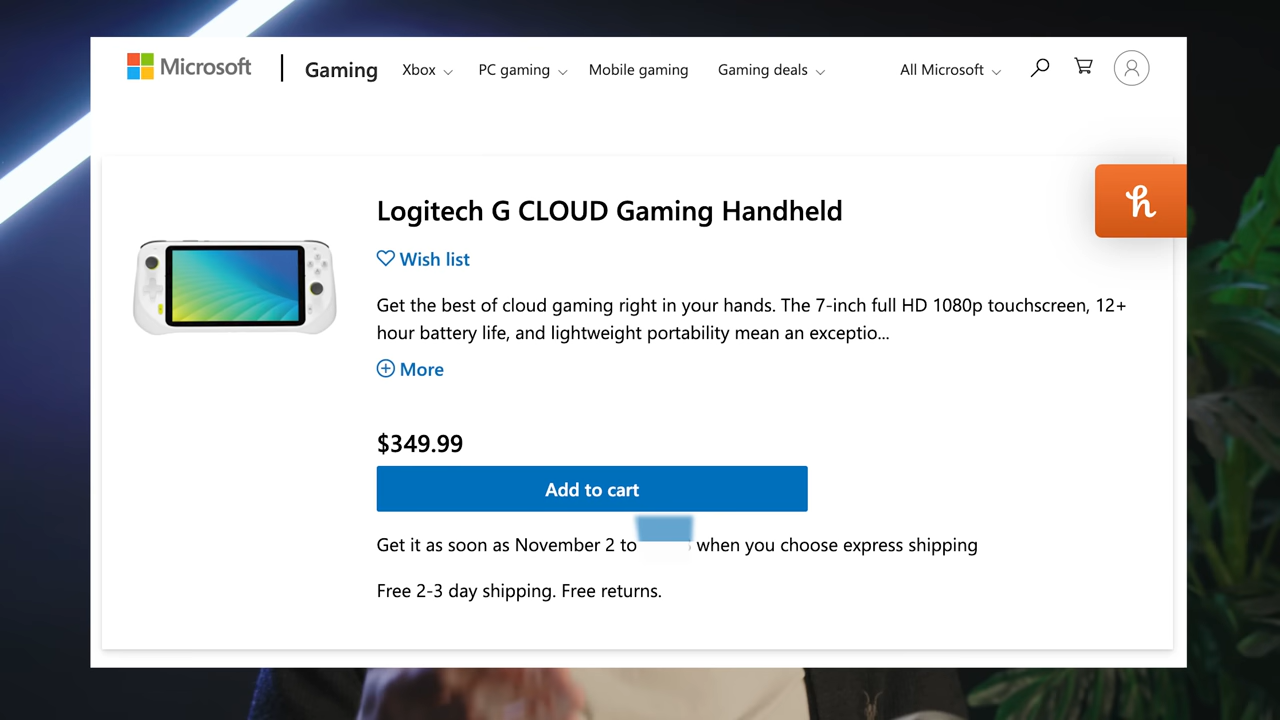 Microsoft
Gaming
Xbox
PC gaming
Mobile gaming
Gaming deals
All Microsoft
Logitech G CLOUD Gaming Handheld
Wish list
Get the best of cloud gaming right in your hands. The 7-inch full HD 1080p touchscreen, 12+
hour battery life, and lightweight portability mean an exceptio...
More
$349.99
Add to cart
Get it as soon as November 2 to when you choose express shipping
Free 2-3 day shipping. Free returns.
h